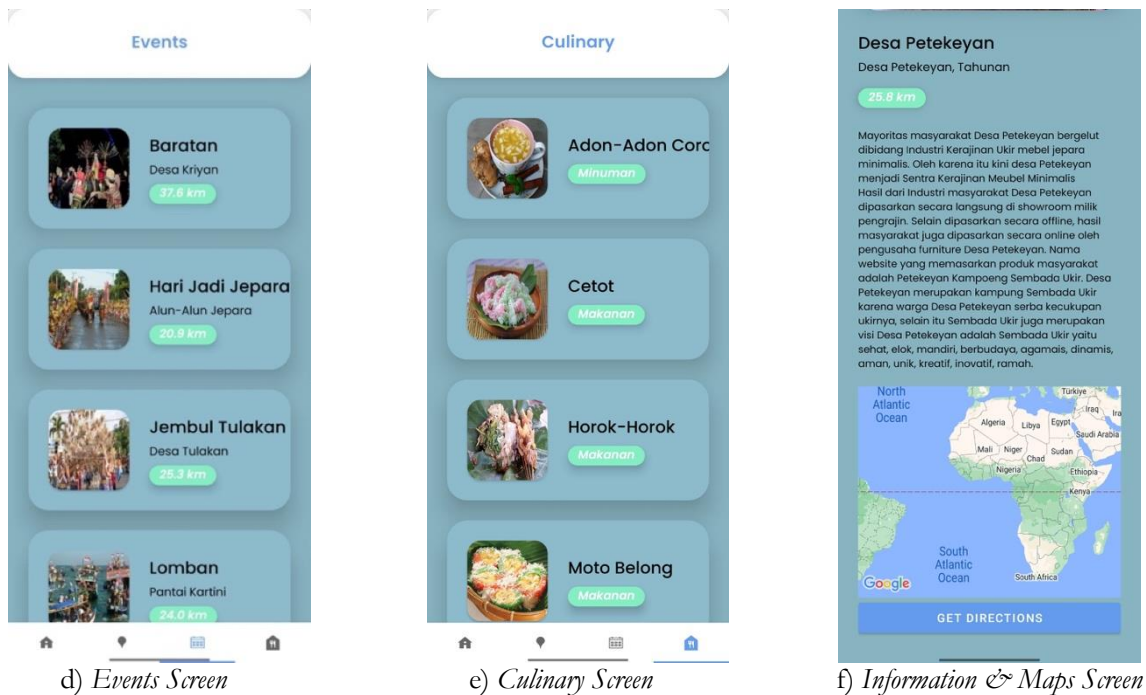 Events
Baratan
Desa Kriyan
37.6 km
Hari Jadi Jepara
Alun-Alun Jepara
20.9 km
Jembul Tulakan
Desa Tulakan
25.3 km
Lomban
Pantai Kartini
24.0 km
d) Events Screen
Culinary
Adon-Adon Corc
Minuman
Cetot
Makanan
Horok-Horok
Makanan
Moto Belong
Makanan
e) Culinary Screen
Desa Petekeyan
Desa Petekeyan, Tahunan
25.8 km
Mayoritas masyarakat Desa Petekeyan bergelut
dibidang Industri Kerajinan Ukir mebel jepara
minimalis. Oleh karena itu kini desa Petekeyan
menjadi Sentra Kerajinan Meubel Minimalis
Hasil dari Industri masyarakat Desa Petekeyan
dipasarkan secara langsung di showroom milik
pengrajin. Selain dipasarkan secara offline, hasil
masyarakat juga dipasarkan secara online oleh
pengusaha furniture Desa Petekeyan. Nama
website yang memasarkan produk masyarakat
adalah Petekeyan Kampoeng Sembada Ukir. Desa
Petekeyan merupakan kampung Sembada Ukir
karena warga Desa Petekeyan serba kecukupan
ukirnya, selain itu Sembada Ukir juga merupakan
visi Desa Petekeyan adalah Sembada Ukir yaitu
sehat, elok, mandiri, berbudaya, agamais, dinamis,
aman, unik, kreatif, inovatif, ramah.
North
Atlantic
Ocean
Türkiye
Iraq
Ira
Algeria
Libya
Egypt
Saudi Arabia
Mali
Niger
Chad
Sudan
Nigeria
Ethiopia
Kenya
South
Atlantic
Ocean
South Africa
Google
GET DIRECTIONS
f) Information & Maps Screen